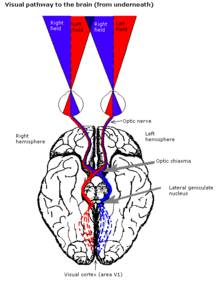 Visual pathway to the brain (from underneath)
Right field
Left field
Right field
Left field
Optic nerve
Right hemisphere
Left hemisphere
Optic chiasma
Lateral geniculate nucleus
Visual cortex (area V1)